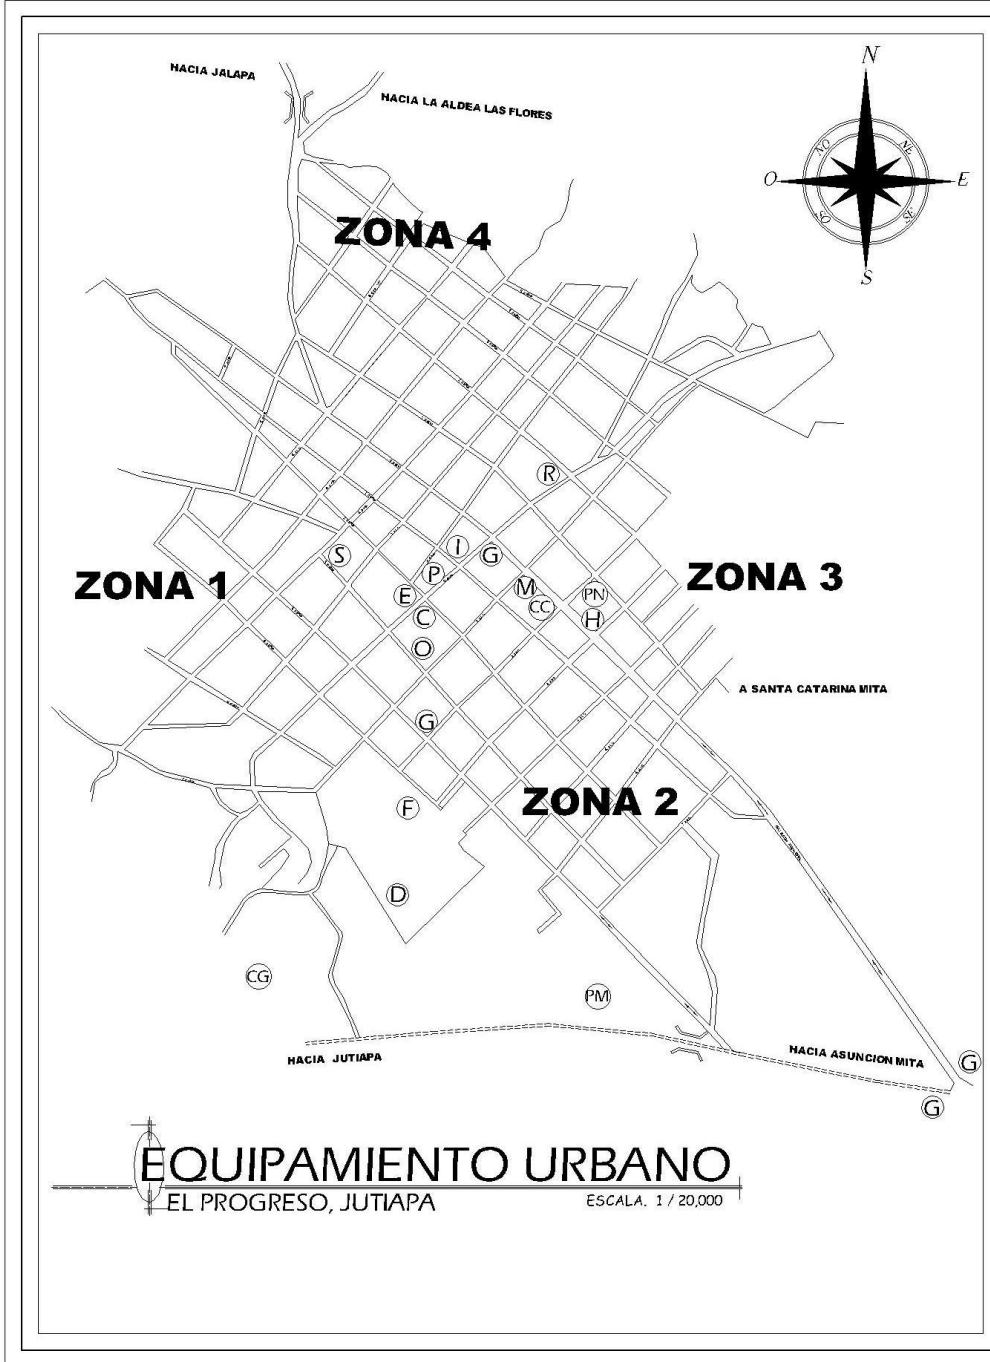 N
HACIA JALAPA
HACIA LA ALDEA LAS FLORES
NO
NE
O
E
SO
SE
S
ZONA 4
R
S
I
G
P
ZONA 1
E
M
CC
PN
ZONA 3
C
H
O
A SANTA CATARINA MITA
G
F
ZONA 2
D
CG
PM
HACIA JUTIAPA
HACIA ASUNCION MITA
G
G
EQUIPAMIENTO URBANO
EL PROGRESO, JUTIAPA
ESCALA. 1 / 20,000